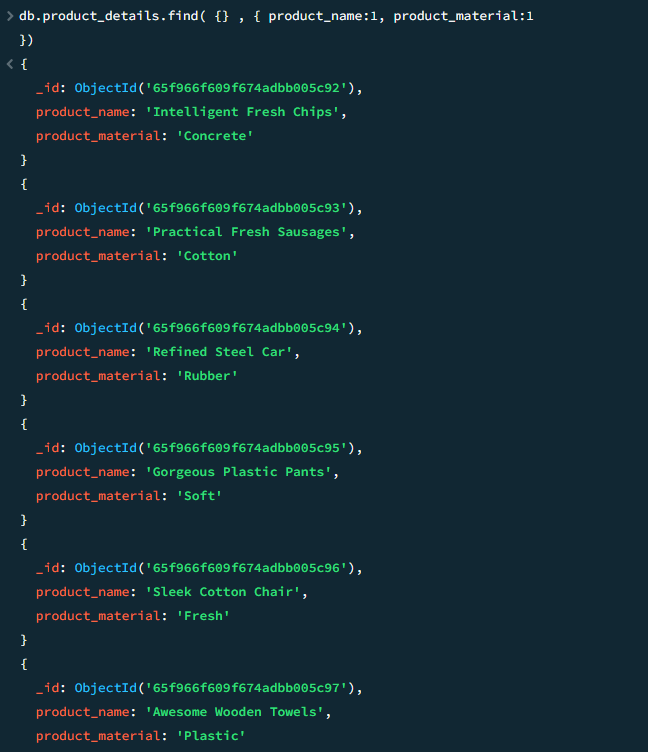 db.product_details.find( {} , { product_name:1, product_material:1
})
{
_id: ObjectId('65f966f609f674adbb005c92'),
product_name: 'Intelligent Fresh Chips',
product_material: 'Concrete'
}
{
_id: ObjectId('65f966f609f674adbb005c93'),
product_name: 'Practical Fresh Sausages',
product_material: 'Cotton'
}
{
_id: ObjectId('65f966f609f674adbb005c94'),
product_name: 'Refined Steel Car',
product_material: 'Rubber'
}
{
_id: ObjectId('65f966f609f674adbb005c95'),
product_name: 'Gorgeous Plastic Pants',
product_material: 'Soft'
}
{
_id: ObjectId('65f966f609f674adbb005c96'),
product_name: 'Sleek Cotton Chair',
product_material: 'Fresh'
}
{
_id: ObjectId('65f966f609f674adbb005c97'),
product_name: 'Awesome Wooden Towels',
product_material: 'Plastic'